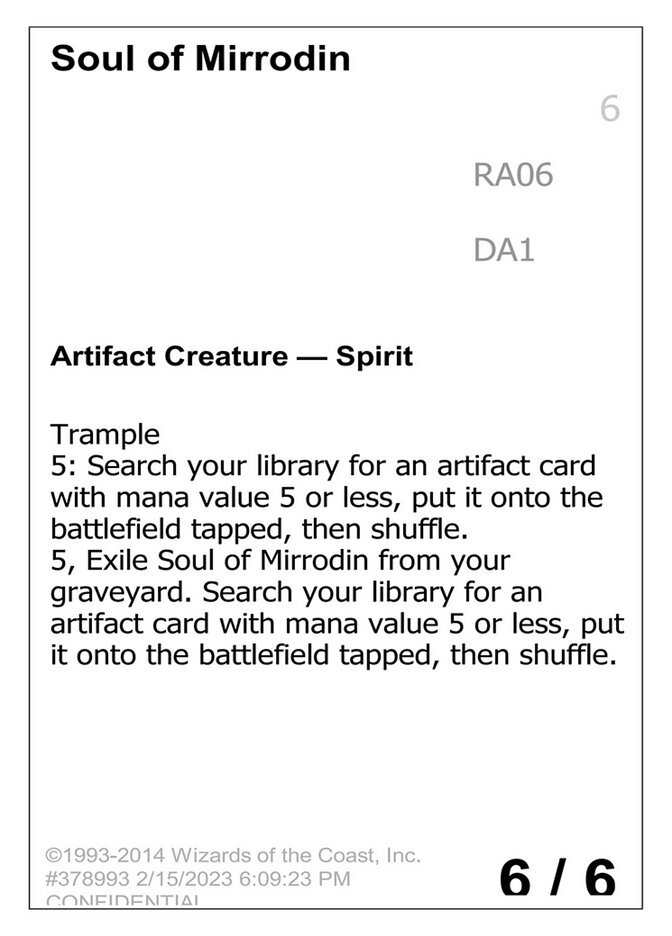 Soul of Mirrodin
6
RA06
DA1
Artifact Creature — Spirit
Trample
5: Search your library for an artifact card
with mana value 5 or less, put it onto the
battlefield tapped, then shuffle.
5, Exile Soul of Mirrodin from your
graveyard. Search your library for an
artifact card with mana value 5 or less, put
it onto the battlefield tapped, then shuffle.
©1993-2014 Wizards of the Coast, Inc.
#378993 2/15/2023 6:09:23 PM
CONFIDENTIAL
6 / 6